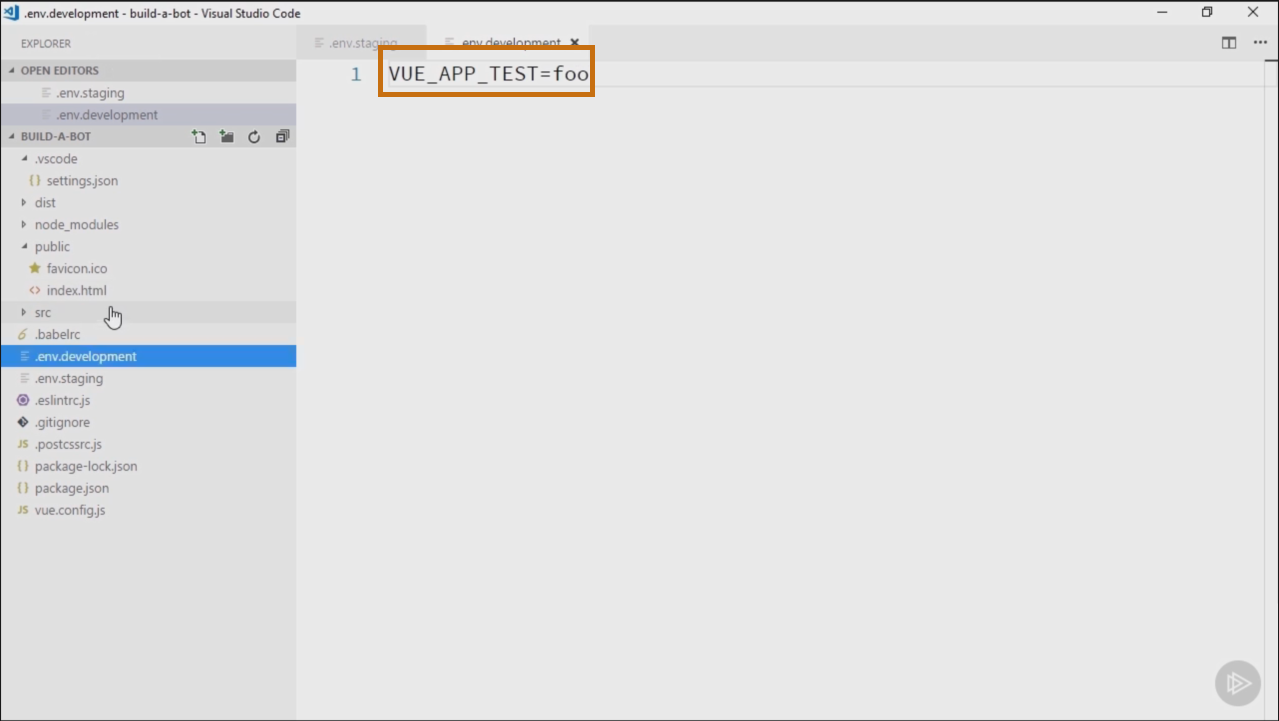 .env.development - build-a-bot - Visual Studio Code
EXPLORER
.env.staging
.env.development
OPEN EDITORS
.env.staging
.env.development
BUILD-A-BOT
.vscode
{} settings.json
dist
node_modules
public
favicon.ico
<> index.html
src
.babelrc
.env.development
.env.staging
.eslintrc.js
.gitignore
JS .postcssrc.js
{} package-lock.json
{} package.json
JS vue.config.js
1 VUE_APP_TEST=foo